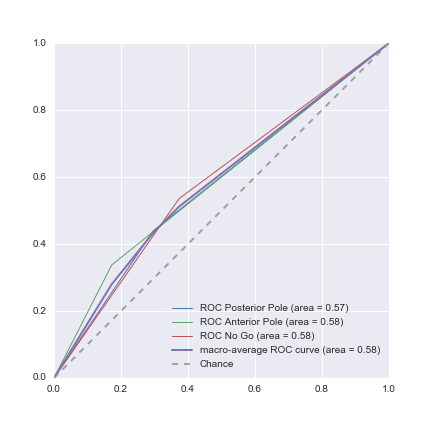 1.0
0.8
0.6
0.4
0.2
0.0
ROC Posterior Pole (area = 0.57)
ROC Anterior Pole (area = 0.58)
ROC No Go (area = 0.58)
macro-average ROC curve (area = 0.58)
Chance
0.0 0.2 0.4 0.6 0.8 1.0